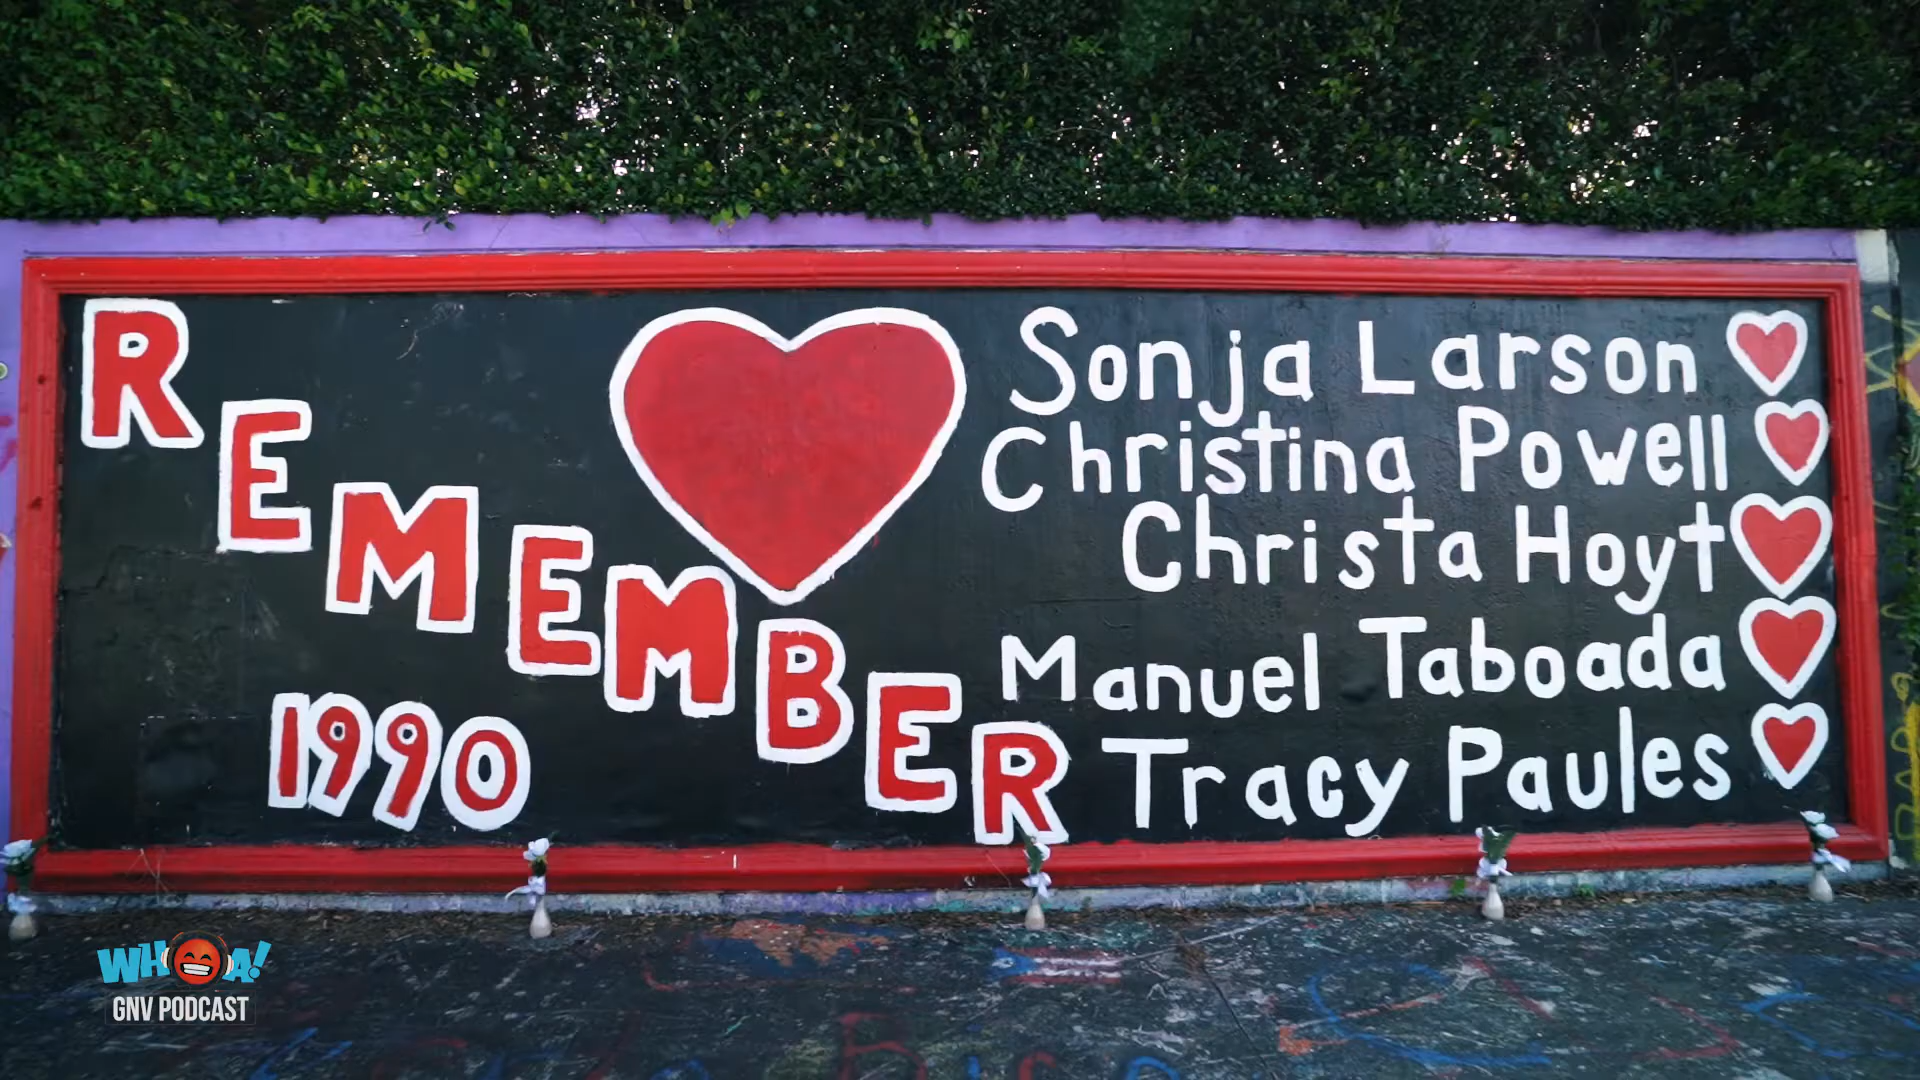 REMEMBER
1990
Sonja Larson
Christina Powell
Christa Hoyt
Manuel Taboada
Tracy Paules
WHOA!
GNV PODCAST